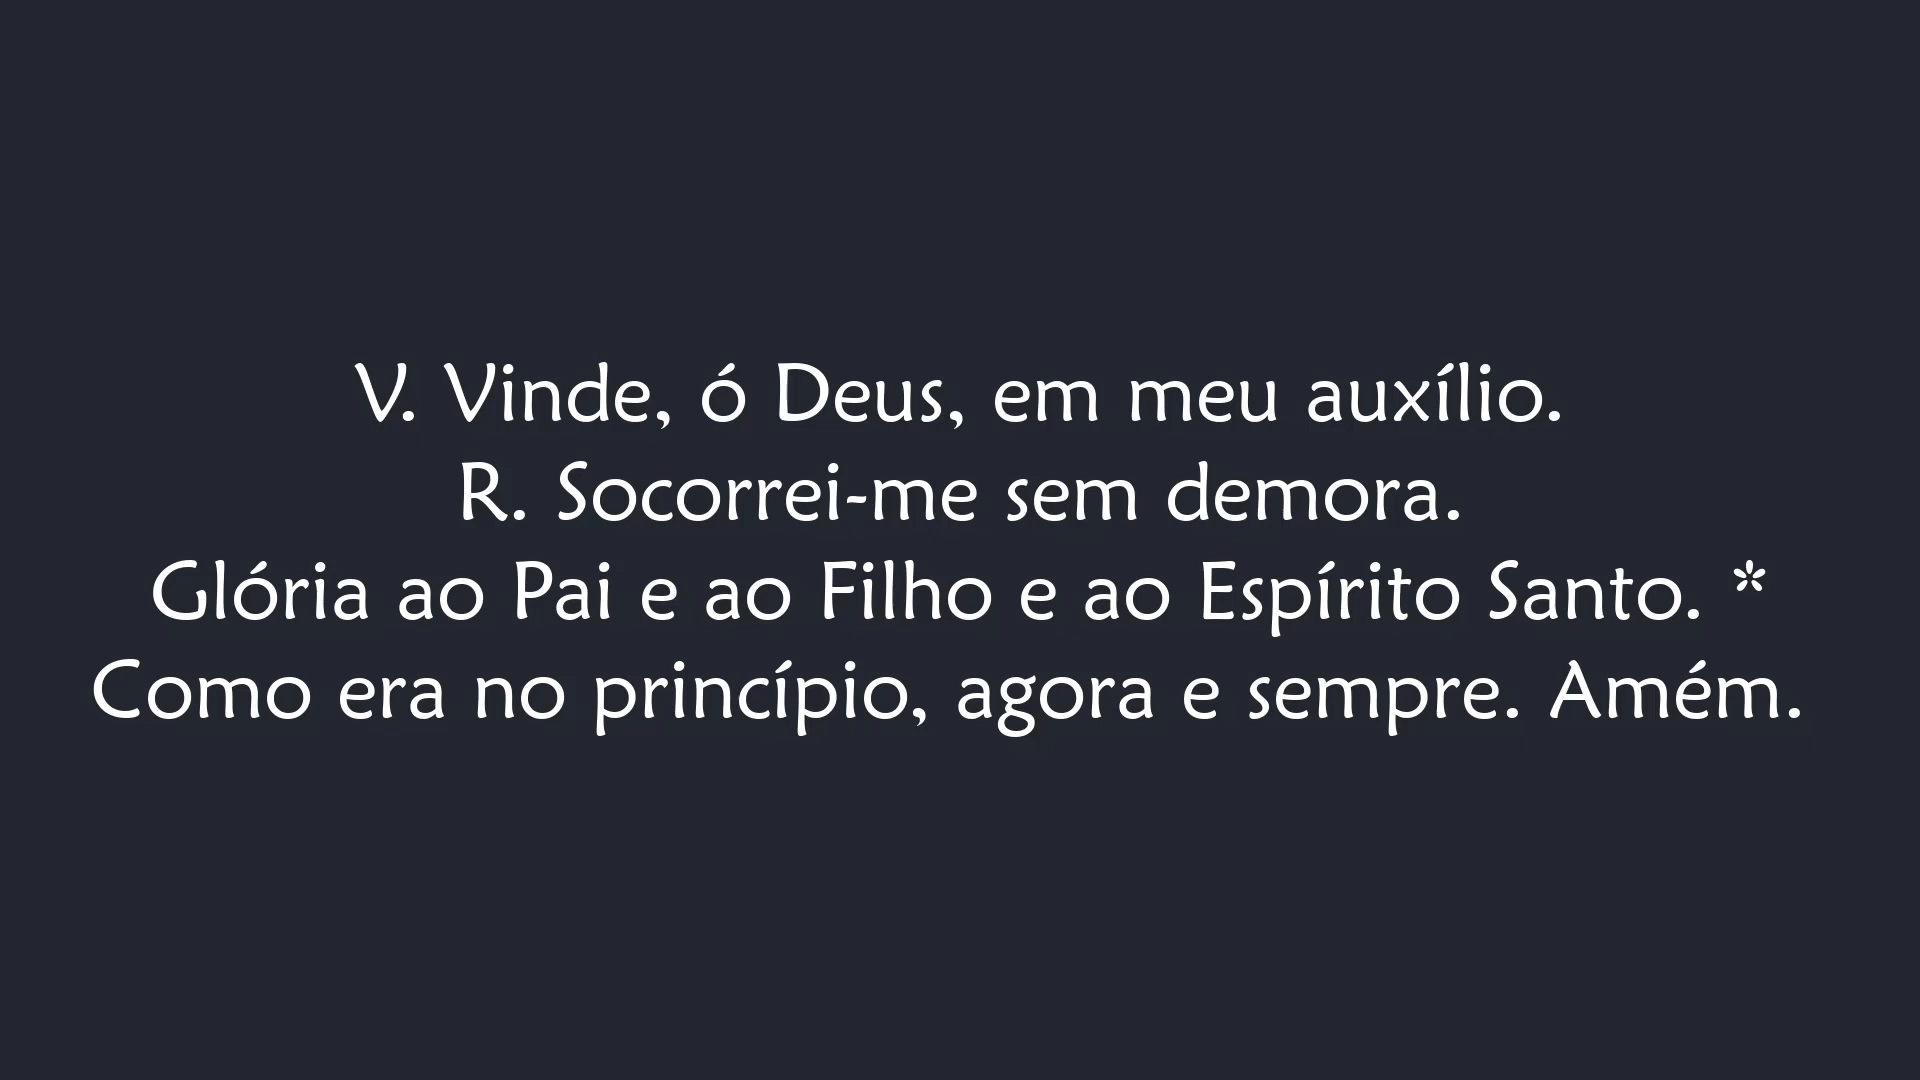 V. Vinde, ó Deus, em meu auxílio.
R. Socorrei-me sem demora.
Glória ao Pai e ao Filho e ao Espírito Santo. *
Como era no princípio, agora e sempre. Amém.